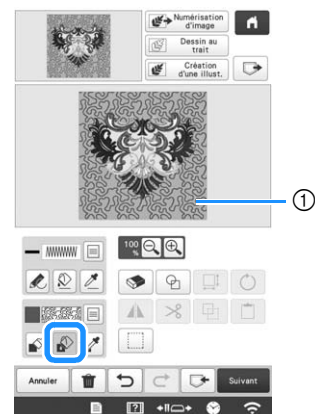 Numérisation
d'image
Dessin au
trait
Création
d'une illust.
1
100
%
Annuler
Suivant